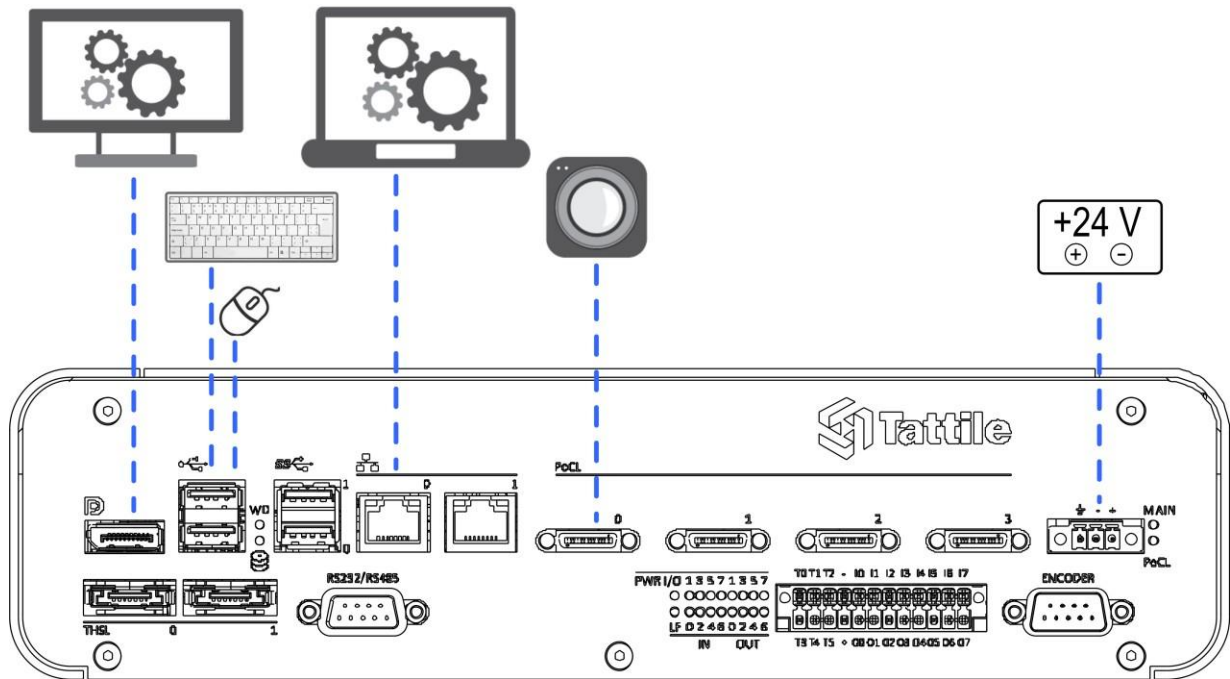 +24 V
+ -
Tattile
PoCL
SS
WD
1
0
0 1
0 1 2 3
- +
MAIN
PoCL
RS232/RS485
THSL 0 1
PWR I/O 1 3 5 7 1 3 5 7
LF 0 2 4 6 0 2 4 6
IN OUT
T0 T1 T2 - I0 I1 I2 I3 I4 I5 I6 I7
T3 T4 T5 + O0 O1 O2 O3 O4 O5 O6 O7
ENCODER